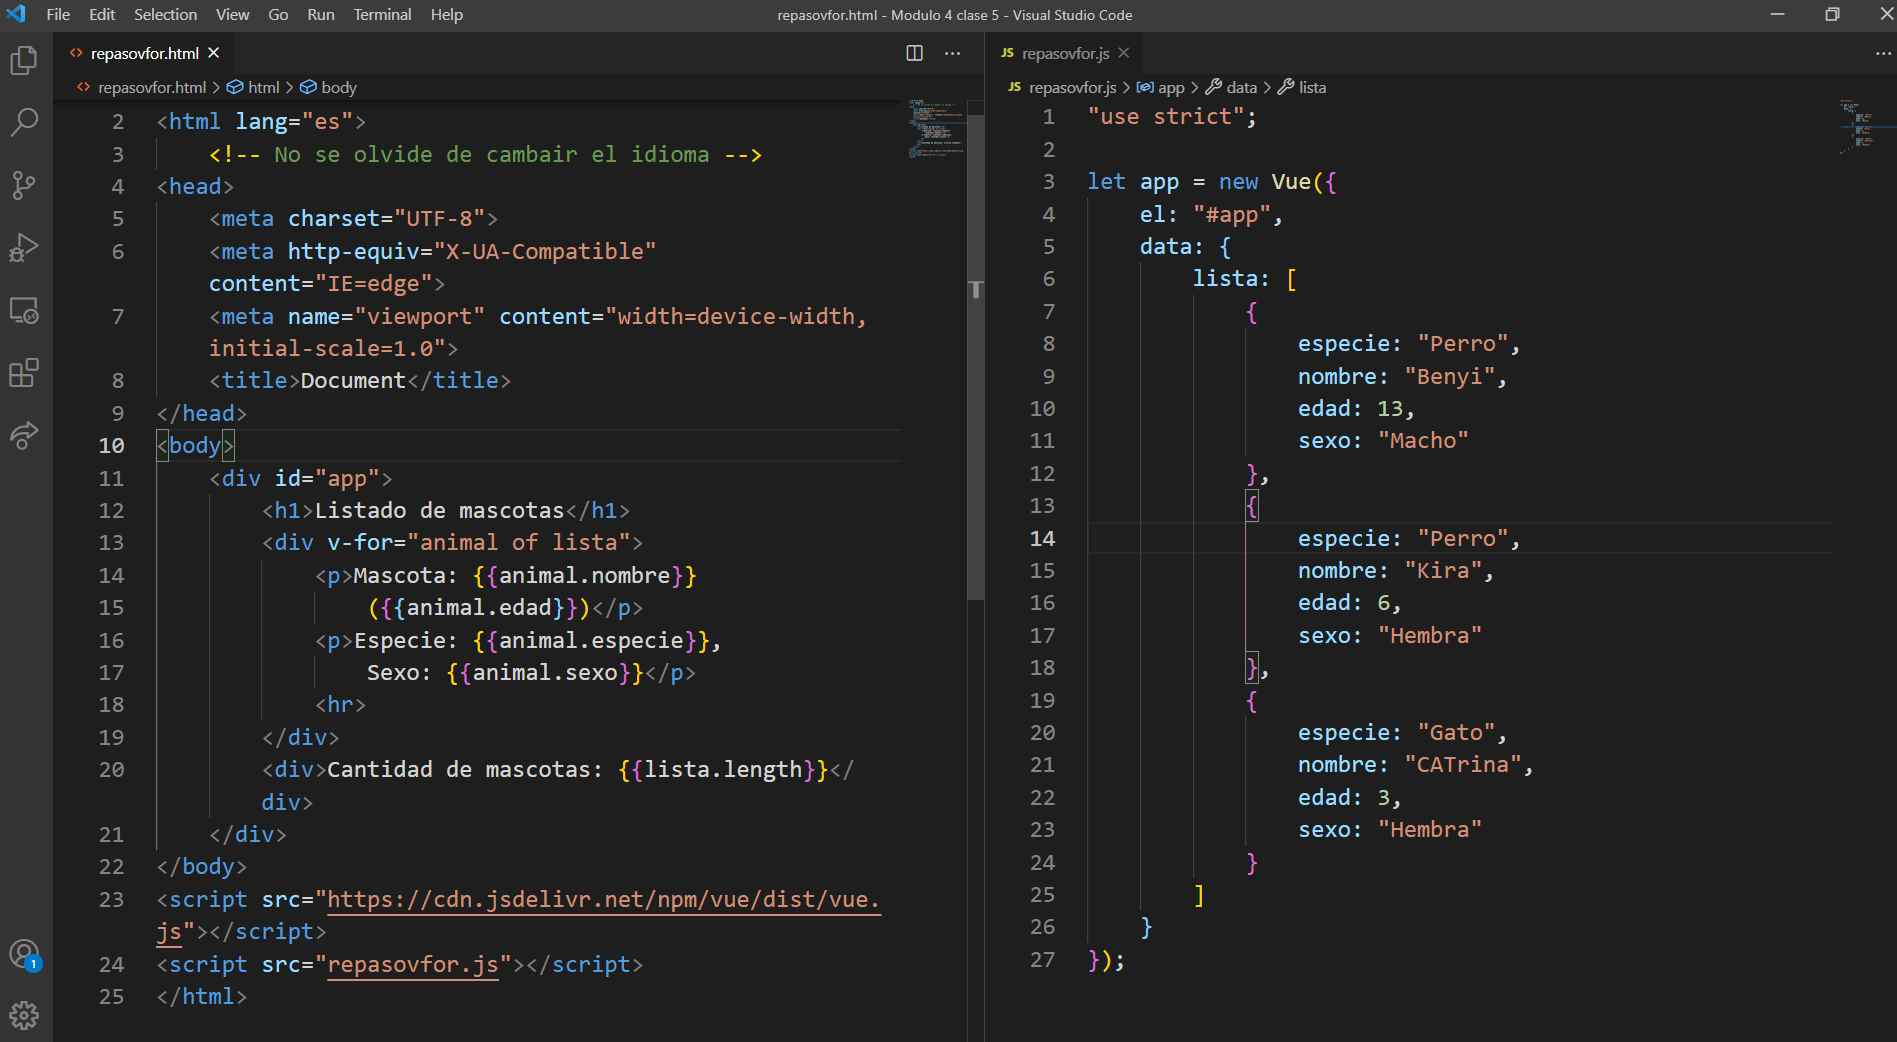 File Edit Selection View Go Run Terminal Help
repasovfor.html - Modulo 4 clase 5 - Visual Studio Code
repasovfor.html
repasovfor.html > html > body
2 <html lang="es">
3 <!-- No se olvide de cambair el idioma -->
4 <head>
5 <meta charset="UTF-8">
6 <meta http-equiv="X-UA-Compatible"
content="IE=edge">
7 <meta name="viewport" content="width=device-width,
initial-scale=1.0">
8 <title>Document</title>
9 </head>
10 <body>
11 <div id="app">
12 <h1>Listado de mascotas</h1>
13 <div v-for="animal of lista">
14 <p>Mascota: {{animal.nombre}}
15 ({{animal.edad}})</p>
16 <p>Especie: {{animal.especie}},
17 Sexo: {{animal.sexo}}</p>
18 <hr>
19 </div>
20 <div>Cantidad de mascotas: {{lista.length}}</
div>
21 </div>
22 </body>
23 <script src="https://cdn.jsdelivr.net/npm/vue/dist/vue.
js"></script>
24 <script src="repasovfor.js"></script>
25 </html>
1
JS repasovfor.js
JS repasovfor.js > app > data > lista
1 "use strict";
2
3 let app = new Vue({
4 el: "#app",
5 data: {
6 lista: [
7 {
8 especie: "Perro",
9 nombre: "Benyi",
10 edad: 13,
11 sexo: "Macho"
12 },
13 {
14 especie: "Perro",
15 nombre: "Kira",
16 edad: 6,
17 sexo: "Hembra"
18 },
19 {
20 especie: "Gato",
21 nombre: "CATrina",
22 edad: 3,
23 sexo: "Hembra"
24 }
25 ]
26 }
27 });